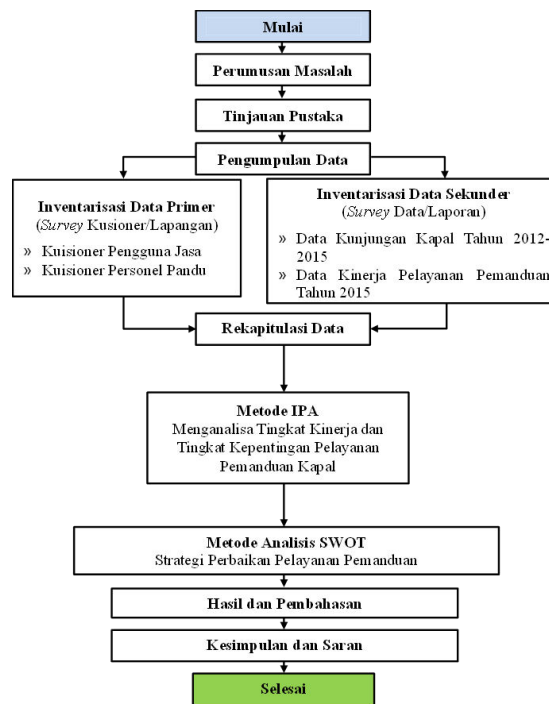 Mulai
Perumusan Masalah
Tinjauan Pustaka
Pengumpulan Data
Inventarisasi Data Primer
(Survey Kusioner/Lapangan)
» Kuisioner Pengguna Jasa
» Kuisioner Personel Pandu
Inventarisasi Data Sekunder
(Survey Data/Laporan)
» Data Kunjungan Kapal Tahun 2012-
2015
» Data Kinerja Pelayanan Pemanduan
Tahun 2015
Rekapitulasi Data
Metode IPA
Menganalisa Tingkat Kinerja dan
Tingkat Kepentingan Pelayanan
Pemanduan Kapal
Metode Analisis SWOT
Strategi Perbaikan Pelayanan Pemanduan
Hasil dan Pembahasan
Kesimpulan dan Saran
Selesai